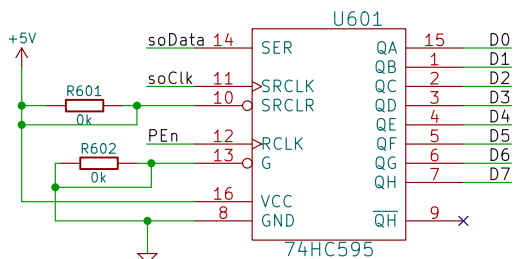 U601
+5V
soData 14 SER QA 15 D0
QB 1 D1
soClk 11 SRCLK QC 2 D2
R601 10 SRCLR QD 3 D3
0k
QE 4 D4
PEn 12 RCLK QF 5 D5
R602 13 G QG 6 D6
0k
QH 7 D7
16 VCC
8 GND QH 9
74HC595